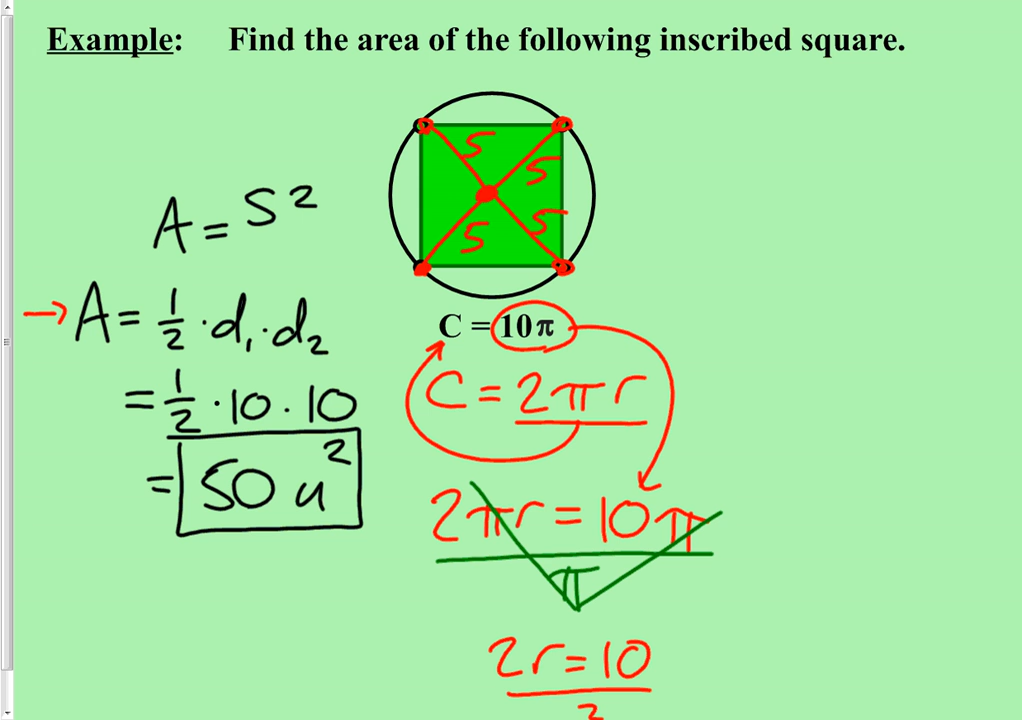 Example: Find the area of the following inscribed square.
5
5
5
5
A = S²
→ A = 1/2 · d₁ · d₂
= 1/2 · 10 · 10
= 50 u²
C = 10π
C = 2πr
2πr = 10π
π
2r = 10
2